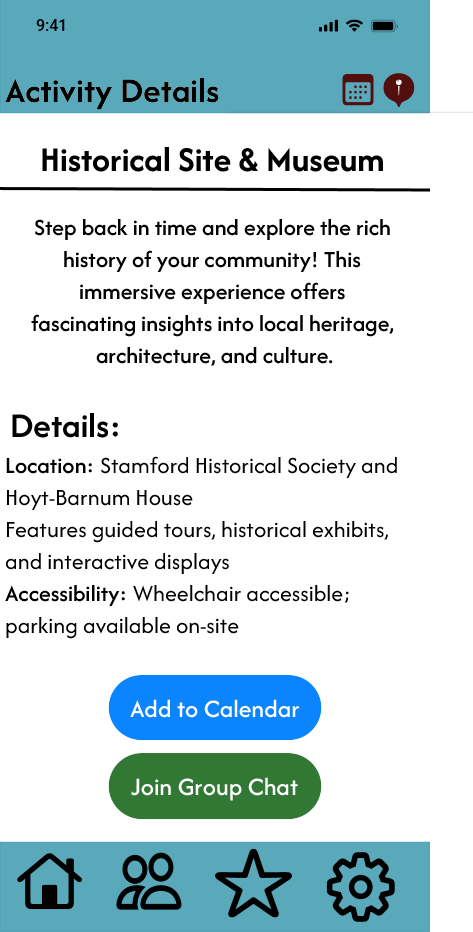 9:41
Activity Details
Historical Site & Museum
Step back in time and explore the rich
history of your community! This
immersive experience offers
fascinating insights into local heritage,
architecture, and culture.
Details:
Location: Stamford Historical Society and
Hoyt-Barnum House
Features guided tours, historical exhibits,
and interactive displays
Accessibility: Wheelchair accessible;
parking available on-site
Add to Calendar
Join Group Chat